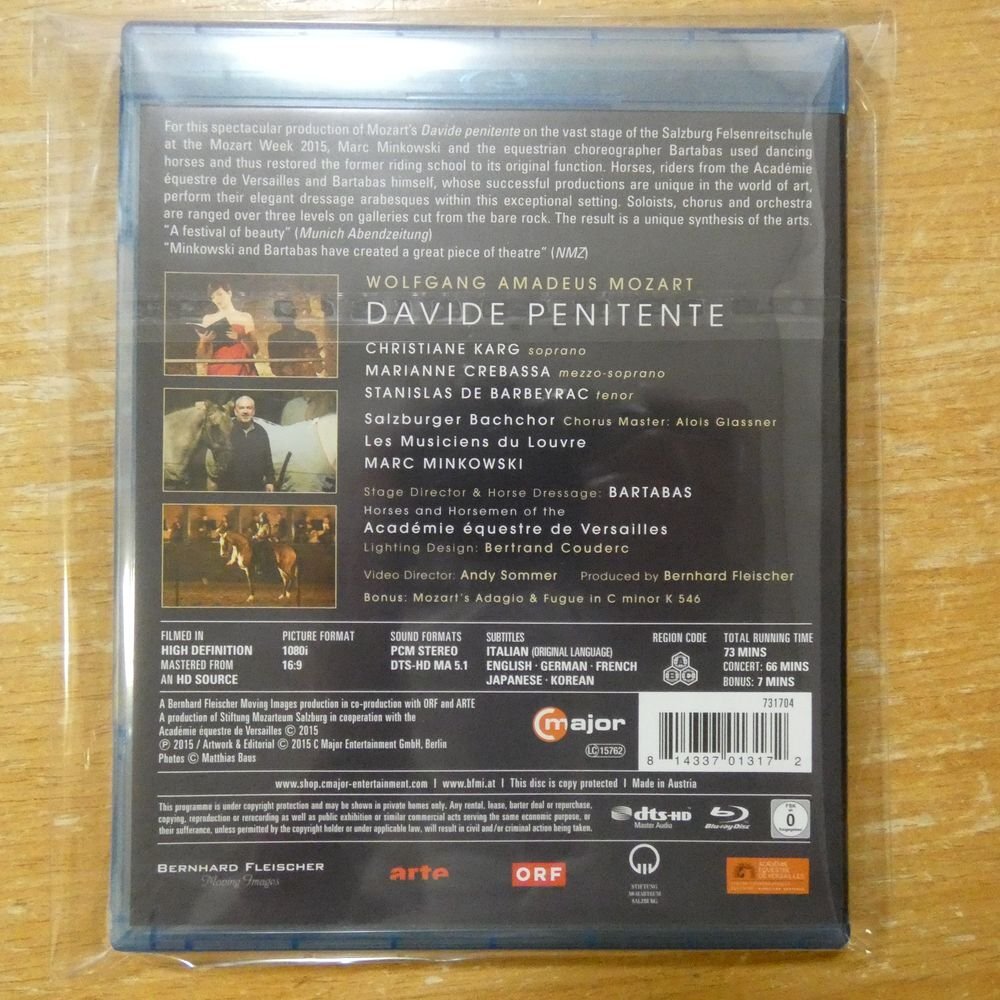 For this spectacular production of Mozart's Davide penitente on the vast stage of the Salzburg Felsenreitschule
at the Mozart Week 2015, Marc Minkowski and the equestrian choreographer Bartabas used dancing
horses and thus restored the former riding school to its original function. Horses, riders from the Académie
équestre de Versailles and Bartabas himself, whose successful productions are unique in the world of art,
perform their elegant dressage arabesques within this exceptional setting. Soloists, chorus and orchestra
are ranged over three levels on galleries cut from the bare rock. The result is a unique synthesis of the arts.
"A festival of beauty" (Munich Abendzeitung)
"Minkowski and Bartabas have created a great piece of theatre" (NMZ)
WOLFGANG AMADEUS MOZART
DAVIDE PENITENTE
CHRISTIANE KARG soprano
MARIANNE CREBASSA mezzo-soprano
STANISLAS DE BARBEYRAC tenor
Salzburger Bachchor Chorus Master: Alois Glassner
Les Musiciens du Louvre
MARC MINKOWSKI
Stage Director & Horse Dressage: BARTABAS
Horses and Horsemen of the
Académie équestre de Versailles
Lighting Design: Bertrand Couderc
Video Director: Andy Sommer Produced by Bernhard Fleischer
Bonus: Mozart's Adagio & Fugue in C minor K 546
FILMED IN
HIGH DEFINITION
MASTERED FROM
AN HD SOURCE
PICTURE FORMAT
1080i
16:9
SOUND FORMATS
PCM STEREO
DTS-HD MA 5.1
SUBTITLES
ITALIAN (ORIGINAL LANGUAGE)
ENGLISH · GERMAN · FRENCH
JAPANESE · KOREAN
REGION CODE
A
B C
TOTAL RUNNING TIME
73 MINS
CONCERT: 66 MINS
BONUS: 7 MINS
A Bernhard Fleischer Moving Images production in co-production with ORF and ARTE
A production of Stiftung Mozarteum Salzburg in cooperation with the
Académie équestre de Versailles © 2015
℗ 2015 / Artwork & Editorial © 2015 C Major Entertainment GmbH, Berlin
Photos © Matthias Baus
C major
LC 15762
731704
8 14337 01317 2
www.shop.cmajor-entertainment.com | www.bfmi.at | This disc is copy protected | Made in Austria
This programme is under copyright protection and may be shown in private homes only. Any rental, lease, barter deal or repurchase,
copying, reproduction or rerecording as well as public exhibition or similar commercial acts serving the same economic purpose, or
their sufferance, unless permitted by the copyright holder or under applicable law, will result in civil and/or criminal action being taken.
dts-HD
Master Audio
Blu-ray Disc
FSK
0
BERNHARD FLEISCHER
Moving Images
arte
ORF
STIFTUNG
MOZARTEUM
SALZBURG
ACADÉMIE
ÉQUESTRE
DE VERSAILLES